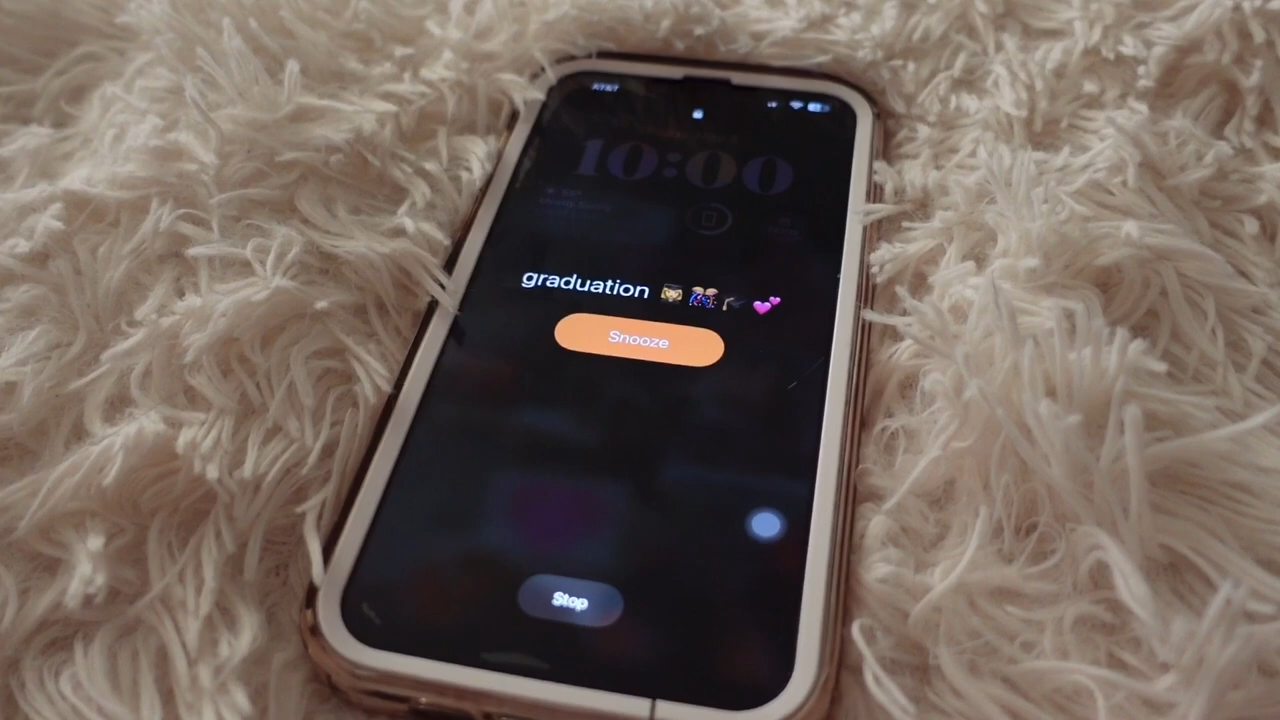 AT&T
10:00
graduation 👩‍🎓 👯 🎓 💕
Snooze
Stop